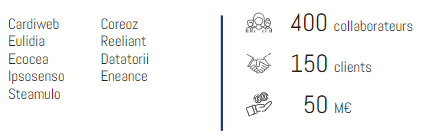 Cardiweb
Eulidia
Ecocea
Ipsosenso
Steamulo
Coreoz
Reeliant
Datatorii
Eneance
400 collaborateurs
150 clients
50 M€